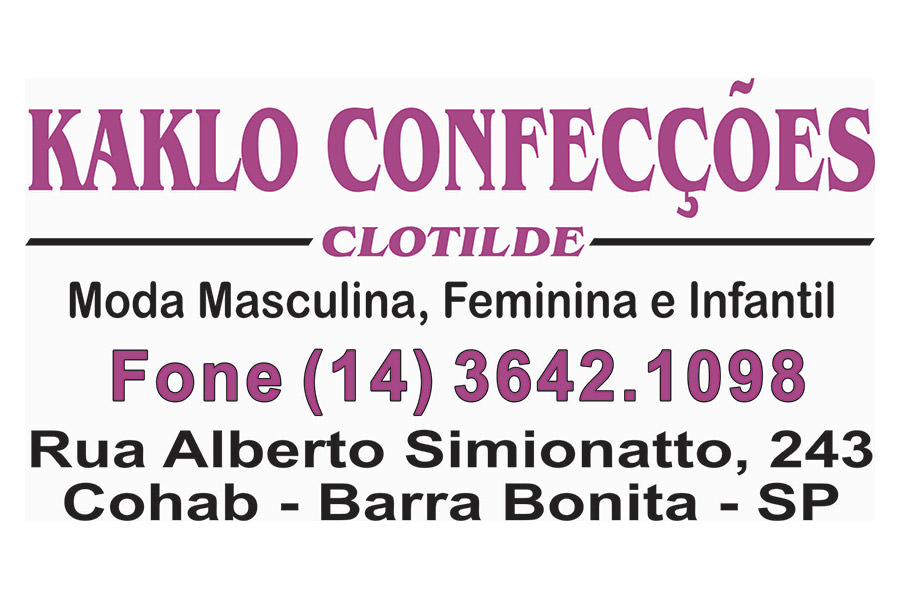 KAKLO CONFECÇÕES
CLOTILDE
Moda Masculina, Feminina e Infantil
Fone (14) 3642.1098
Rua Alberto Simionatto, 243
Cohab - Barra Bonita - SP